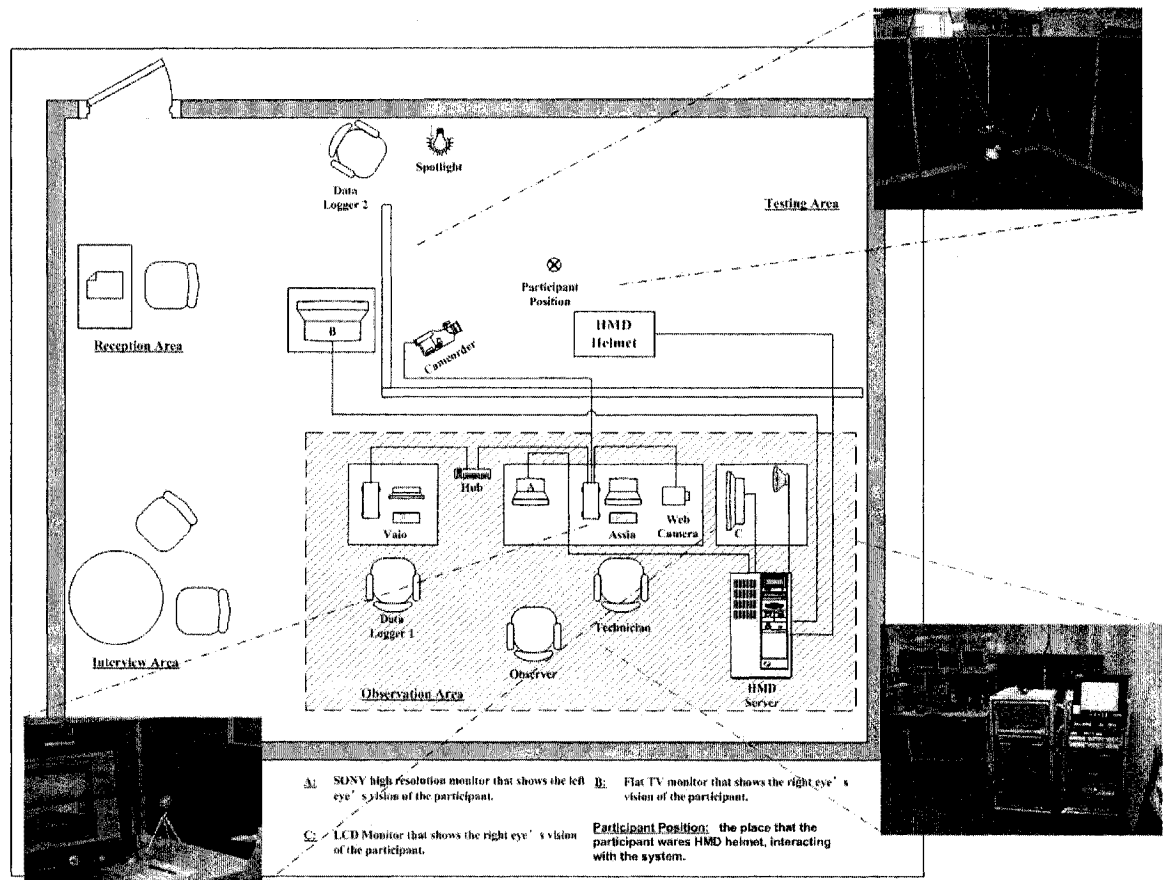 Spotlight
Data
Logger 2
Testing Area
Participant
Position
B
HMD
Helmet
Reception Area
Camcorder
Hub
A
Vaio
Assia
Web
Camera
C
Data
Logger 1
Technician
Interview Area
Observer
HMD
Server
Observation Area
A: SONY high resolution monitor that shows the left
eye's vision of the participant.
B: Flat TV monitor that shows the right eye's
vision of the participant.
C: LCD Monitor that shows the right eye's vision
of the participant.
Participant Position: the place that the
participant wares HMD helmet, interacting
with the system.